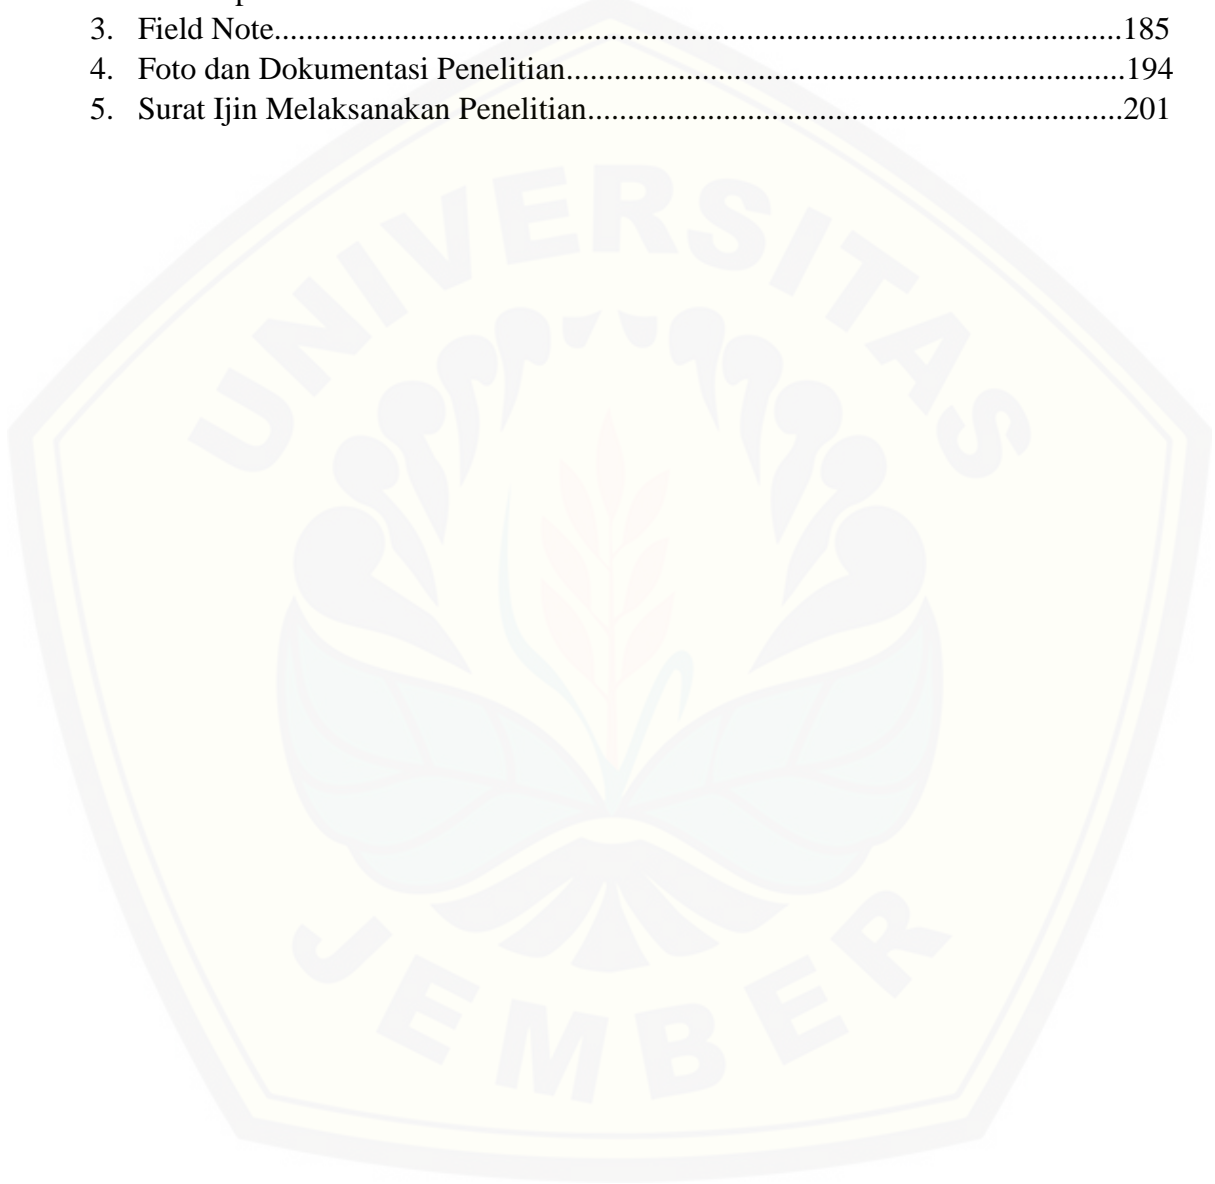 3. Field Note..........................................................................................................185
4. Foto dan Dokumentasi Penelitian......................................................................194
5. Surat Ijin Melaksanakan Penelitian...................................................................201
UNIVERSITAS
JEMBER